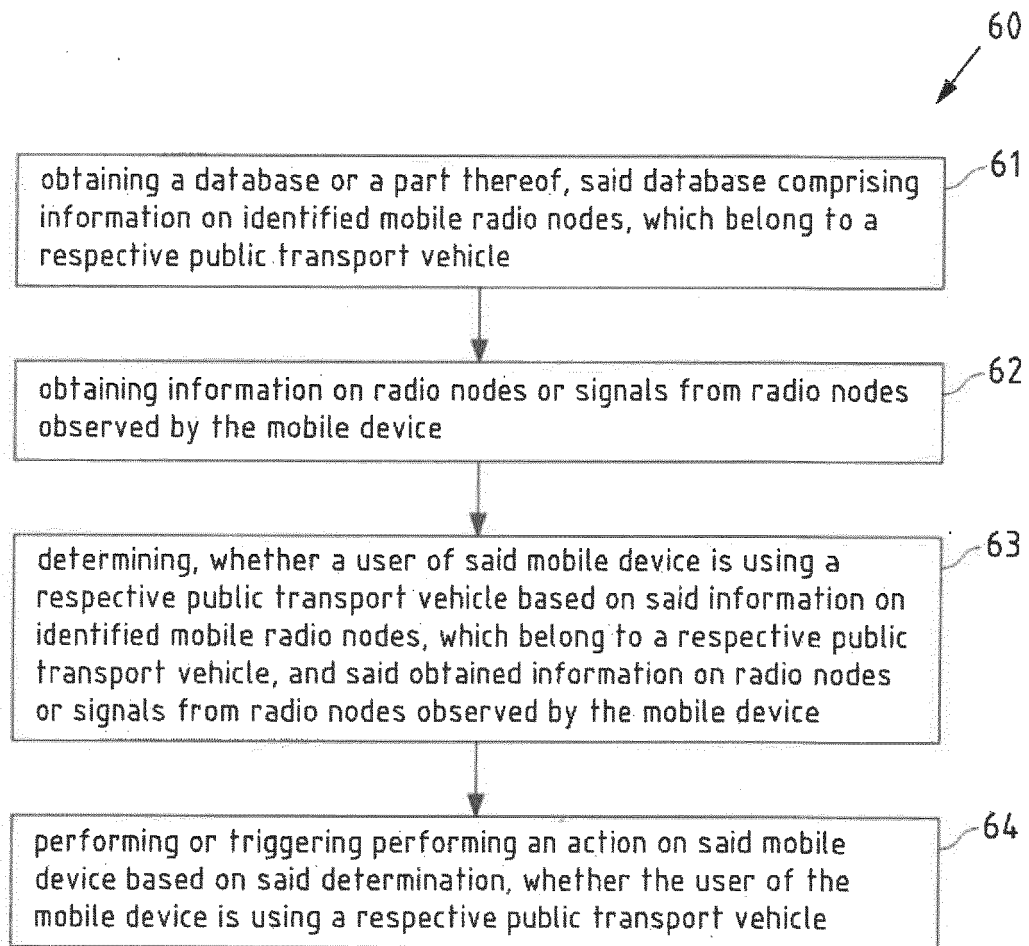 60
61
obtaining a database or a part thereof, said database comprising
information on identified mobile radio nodes, which belong to a
respective public transport vehicle
62
obtaining information on radio nodes or signals from radio nodes
observed by the mobile device
63
determining, whether a user of said mobile device is using a
respective public transport vehicle based on said information on
identified mobile radio nodes, which belong to a respective public
transport vehicle, and said obtained information on radio nodes
or signals from radio nodes observed by the mobile device
64
performing or triggering performing an action on said mobile
device based on said determination, whether the user of the
mobile device is using a respective public transport vehicle